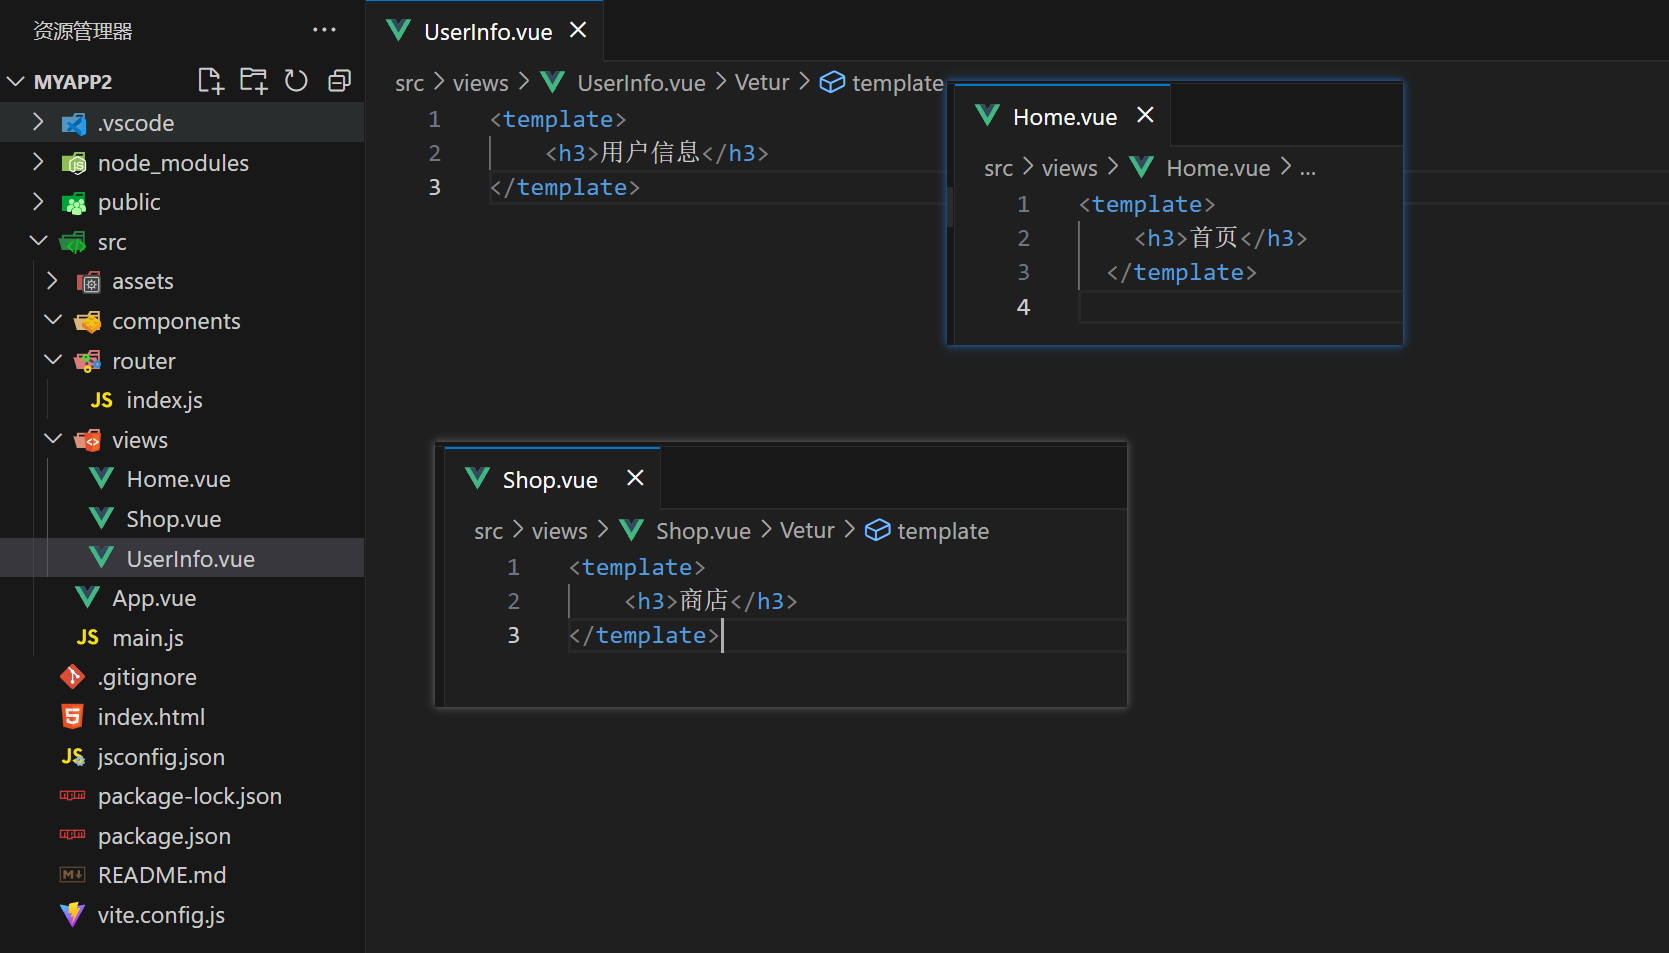 资源管理器 ···
MYAPP2
.vscode
node_modules
public
src
assets
components
router
JS index.js
views
Home.vue
Shop.vue
UserInfo.vue
App.vue
JS main.js
.gitignore
index.html
JS jsconfig.json
package-lock.json
package.json
README.md
vite.config.js
UserInfo.vue
src > views > UserInfo.vue > Vetur > template
1 <template>
2 <h3>用户信息</h3>
3 </template>
Home.vue
src > views > Home.vue > ...
1 <template>
2 <h3>首页</h3>
3 </template>
4
Shop.vue
src > views > Shop.vue > Vetur > template
1 <template>
2 <h3>商店</h3>
3 </template>